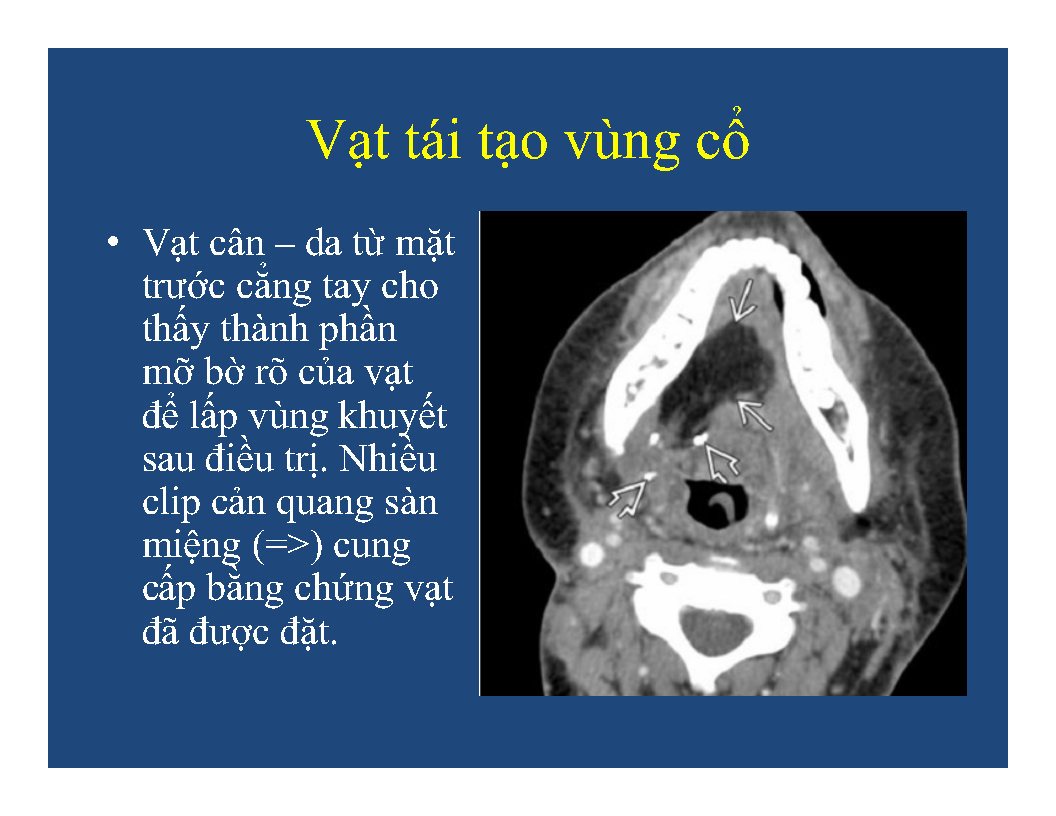 Vạt tái tạo vùng cổ
• Vạt cân – da từ mặt
trước cẳng tay cho
thấy thành phần
mỡ bờ rõ của vạt
để lấp vùng khuyết
sau điều trị. Nhiều
clip cản quang sàn
miệng (=>) cung
cấp bằng chứng vạt
đã được đặt.